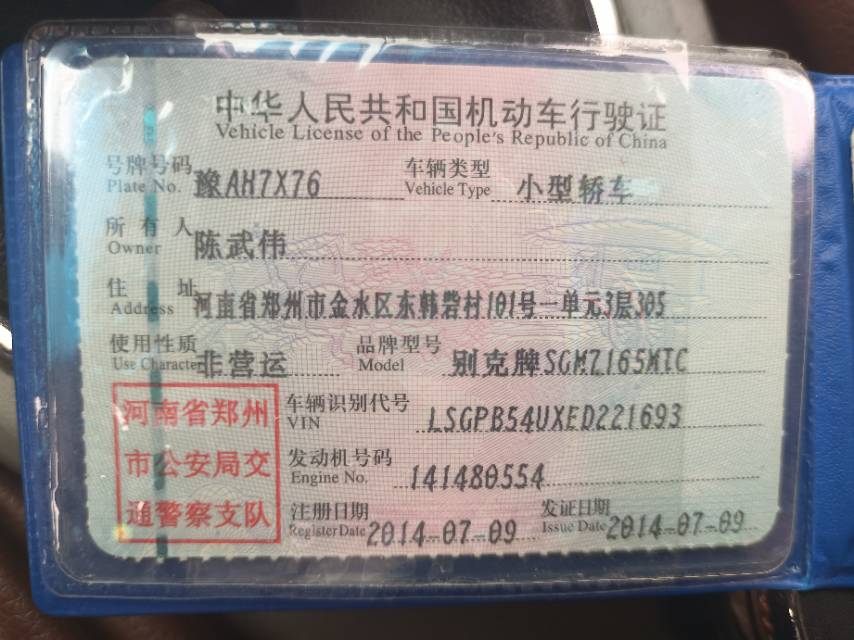 中华人民共和国机动车行驶证
Vehicle License of the People's Republic of China
号牌号码 Plate No. 豫AH7X76 车辆类型 Vehicle Type 小型轿车
所有人 Owner 陈武伟
住址 Address 河南省郑州市金水区东韩砦村101号一单元3层305
使用性质 Use Character 非营运 品牌型号 Model 别克牌SGM7165MTC
河南省郑州市公安局交通警察支队
车辆识别代号 VIN LSGPB54UXED221693
发动机号码 Engine No. 141480554
注册日期 Register Date 2014-07-09 发证日期 Issue Date 2014-07-09